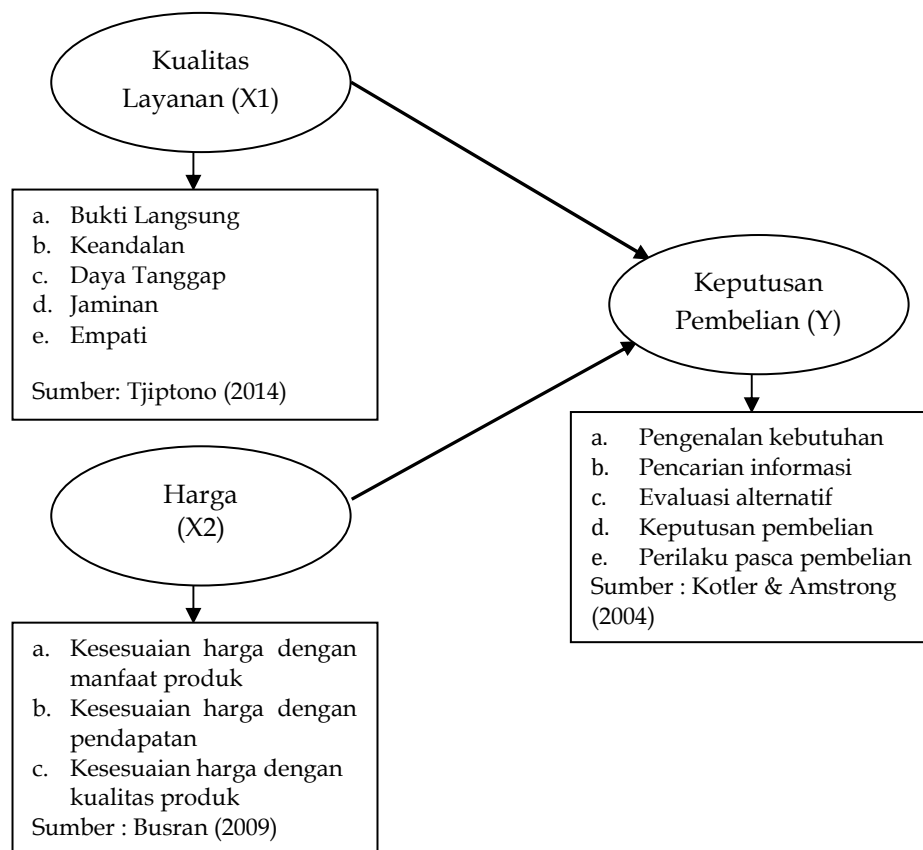 Kualitas
Layanan (X1)
a. Bukti Langsung
b. Keandalan
c. Daya Tanggap
d. Jaminan
e. Empati
Sumber: Tjiptono (2014)
Keputusan
Pembelian (Y)
a. Pengenalan kebutuhan
b. Pencarian informasi
c. Evaluasi alternatif
d. Keputusan pembelian
e. Perilaku pasca pembelian
Sumber : Kotler & Amstrong
(2004)
Harga
(X2)
a. Kesesuaian harga dengan
manfaat produk
b. Kesesuaian harga dengan
pendapatan
c. Kesesuaian harga dengan
kualitas produk
Sumber : Busran (2009)